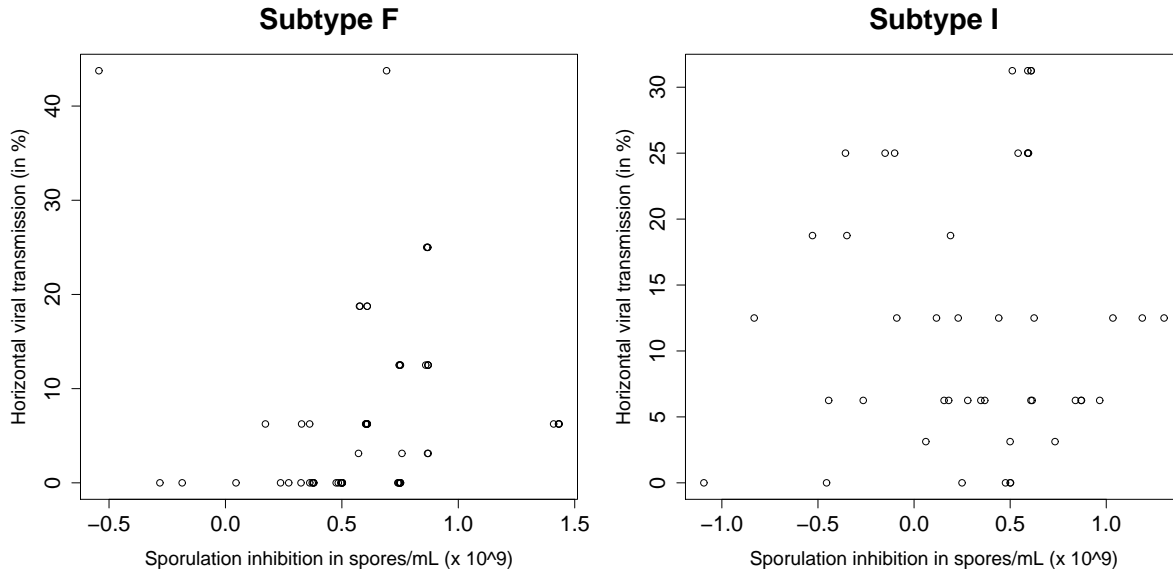 Subtype F
Horizontal viral transmission (in %)
40
30
20
10
0
−0.5 0.0 0.5 1.0 1.5
Sporulation inhibition in spores/mL (x 10^9)
Subtype I
Horizontal viral transmission (in %)
30
25
20
15
10
5
0
−1.0 −0.5 0.0 0.5 1.0
Sporulation inhibition in spores/mL (x 10^9)